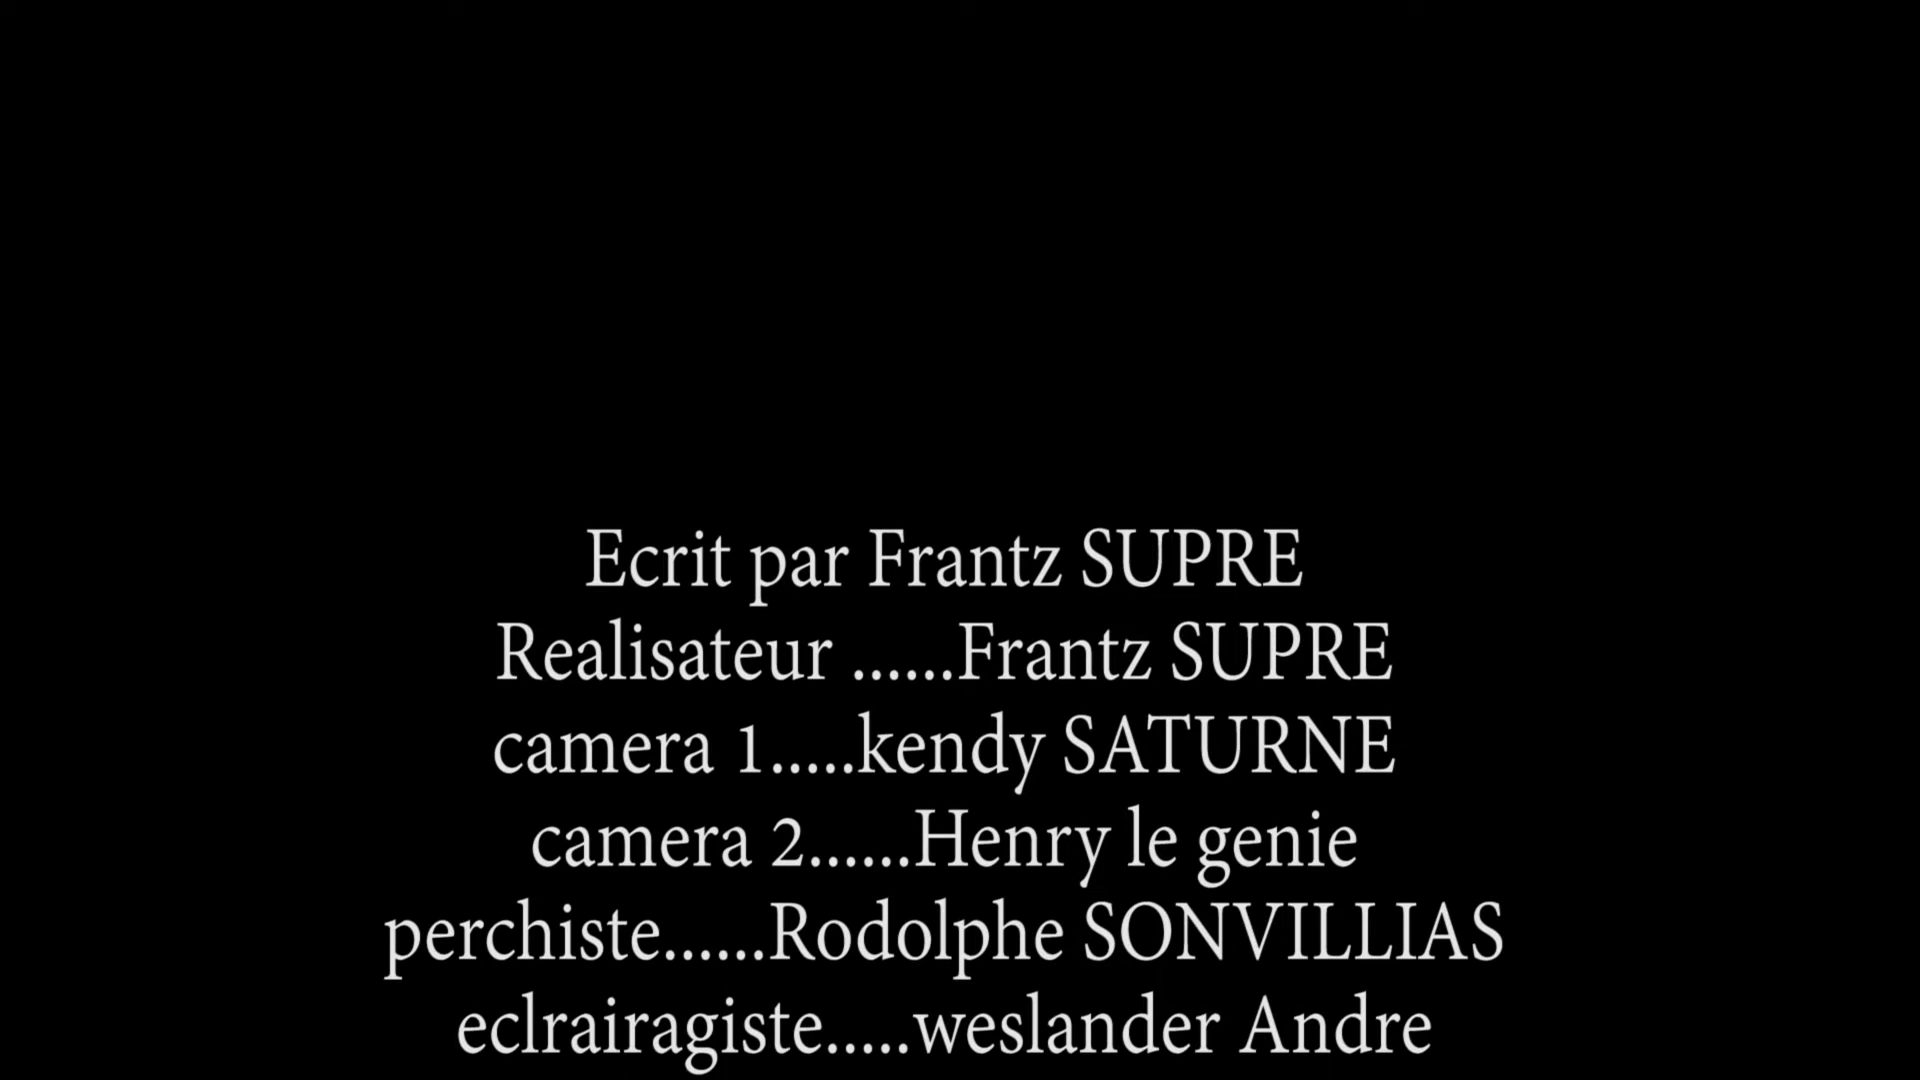 Ecrit par Frantz SUPRE
Realisateur ......Frantz SUPRE
camera 1.....kendy SATURNE
camera 2......Henry le genie
perchiste......Rodolphe SONVILLIAS
eclrairagiste.....weslander Andre